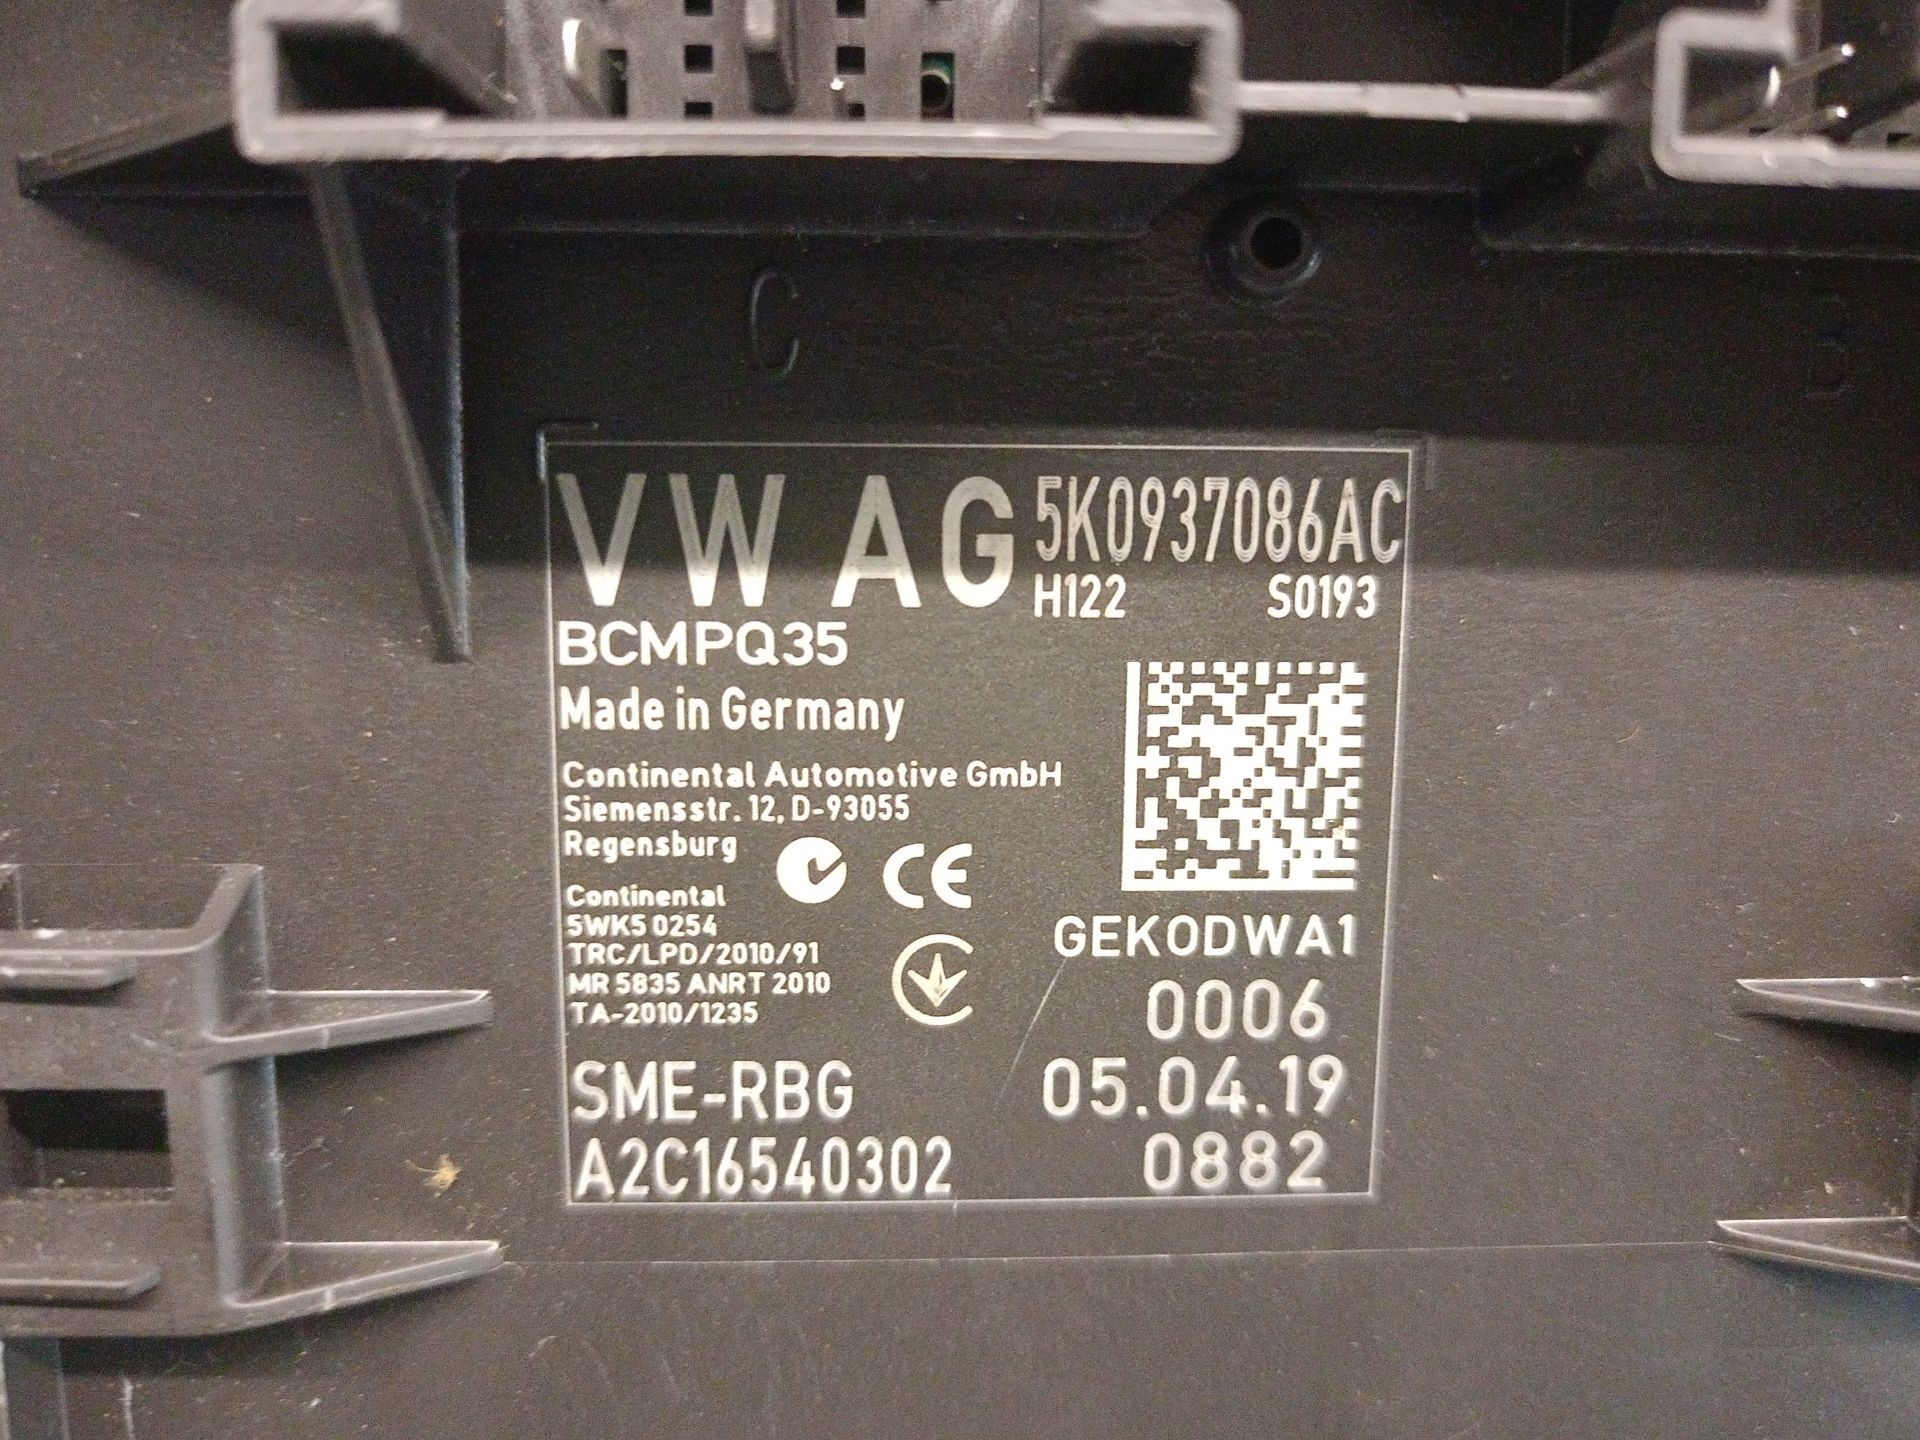 C
B
VW AG 5K0937086AC
H122 S0193
BCMPQ35
Made in Germany
Continental Automotive GmbH
Siemensstr. 12, D-93055
Regensburg
CE
Continental
5WK5 0254
TRC/LPD/2010/91
MR 5835 ANRT 2010
TA-2010/1235
GEK0DWA1
0006
SME-RBG 05.04.19
A2C16540302 0882